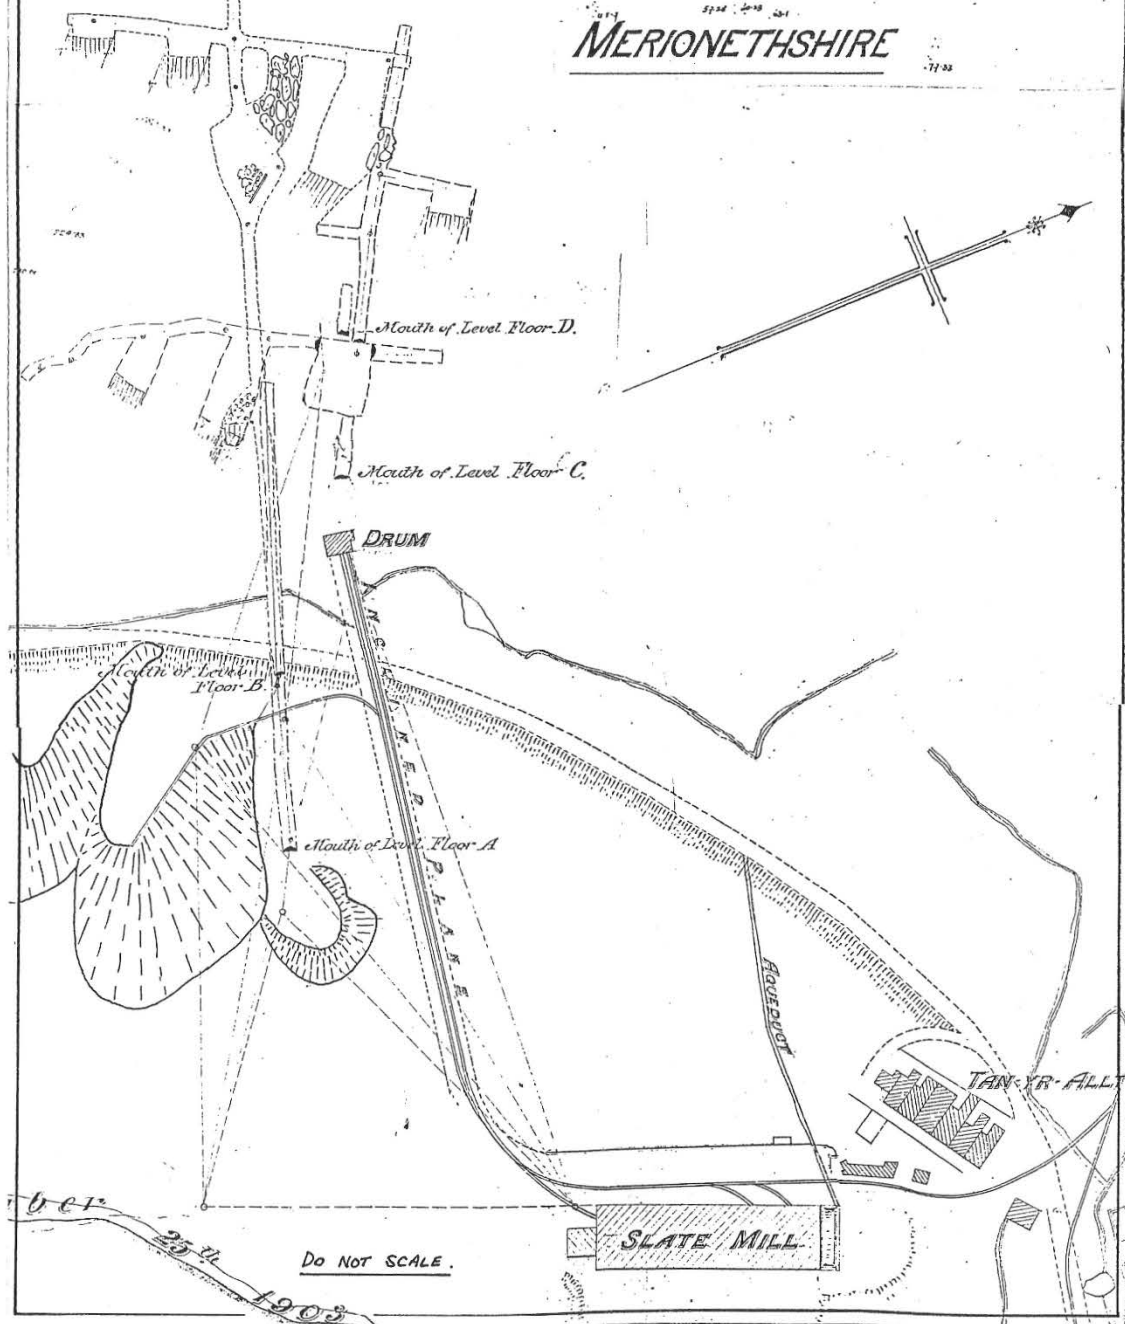 MERIONETHSHIRE
Mouth of Level Floor D.
Mouth of Level Floor C.
DRUM
INCLINED PLANE
Mouth of Level
Floor B.
Mouth of Level Floor A
AQUEDUCT
TAN-YR-ALLT
SLATE MILL
DO NOT SCALE.
ber
25th
1903